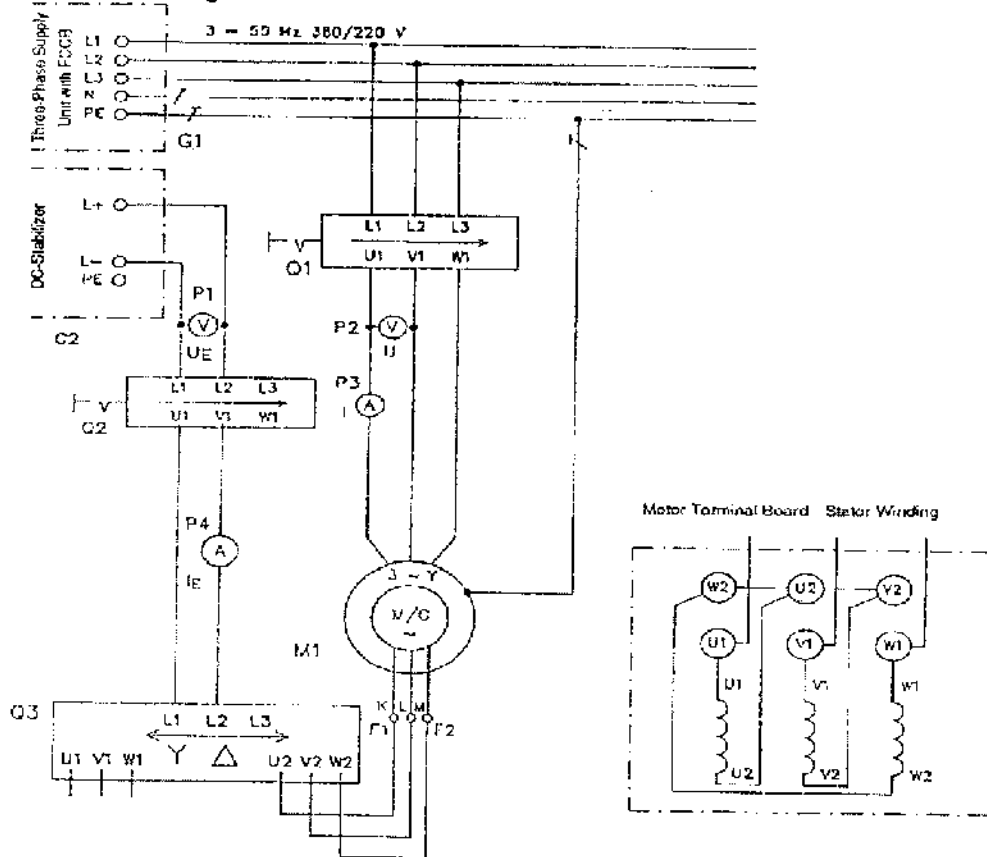 Three-Phase Supply
Unit with FCCB
L1
L2
L3
N
PE
3 ~ 50 Hz 380/220 V
G1
DC-Stabilizer
L+
L-
PE
G2
P1
V
UE
L1 L2 L3
U1 V1 W1
Q1
P2
V
U
P3
I
A
L1 L2 L3
U1 V1 W1
Q2
P4
A
IE
3 ~ Y
M/G
~
M1
K L M
F1 F2
Q3
L1 L2 L3
Y △
U1 V1 W1
U2 V2 W2
Motor Terminal Board Stator Winding
W2 U2 V2
U1 V1 W1
U1 V1 W1
U2 V2 W2